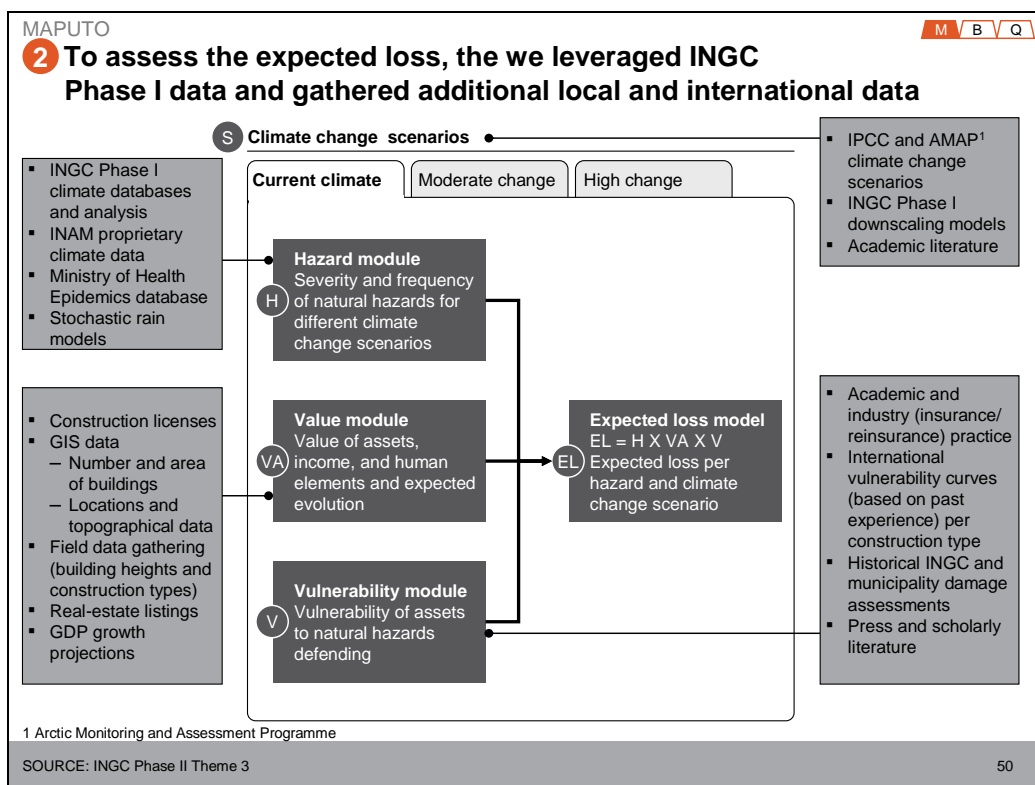 MAPUTO
M B Q
2 To assess the expected loss, the we leveraged INGC
Phase I data and gathered additional local and international data
S Climate change scenarios
Current climate
Moderate change
High change
▪ INGC Phase I
climate databases
and analysis
▪ INAM proprietary
climate data
▪ Ministry of Health
Epidemics database
▪ Stochastic rain
models
▪ Construction licenses
▪ GIS data
– Number and area
of buildings
– Locations and
topographical data
▪ Field data gathering
(building heights and
construction types)
▪ Real-estate listings
▪ GDP growth
projections
H
Hazard module
Severity and frequency
of natural hazards for
different climate
change scenarios
VA
Value module
Value of assets,
income, and human
elements and expected
evolution
V
Vulnerability module
Vulnerability of assets
to natural hazards
defending
EL
Expected loss model
EL = H X VA X V
Expected loss per
hazard and climate
change scenario
▪ IPCC and AMAP1
climate change
scenarios
▪ INGC Phase I
downscaling models
▪ Academic literature
▪ Academic and
industry (insurance/
reinsurance) practice
▪ International
vulnerability curves
(based on past
experience) per
construction type
▪ Historical INGC and
municipality damage
assessments
▪ Press and scholarly
literature
1 Arctic Monitoring and Assessment Programme
SOURCE: INGC Phase II Theme 3
50